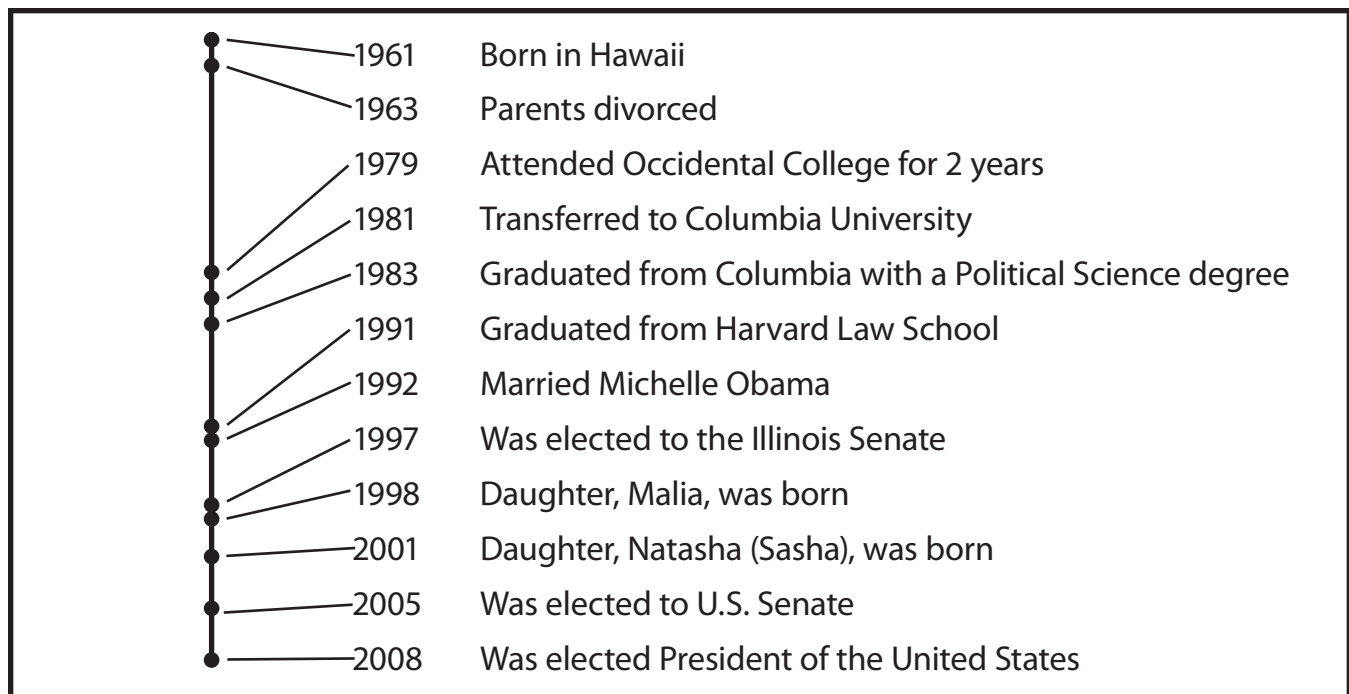 1961 Born in Hawaii
1963 Parents divorced
1979 Attended Occidental College for 2 years
1981 Transferred to Columbia University
1983 Graduated from Columbia with a Political Science degree
1991 Graduated from Harvard Law School
1992 Married Michelle Obama
1997 Was elected to the Illinois Senate
1998 Daughter, Malia, was born
2001 Daughter, Natasha (Sasha), was born
2005 Was elected to U.S. Senate
2008 Was elected President of the United States